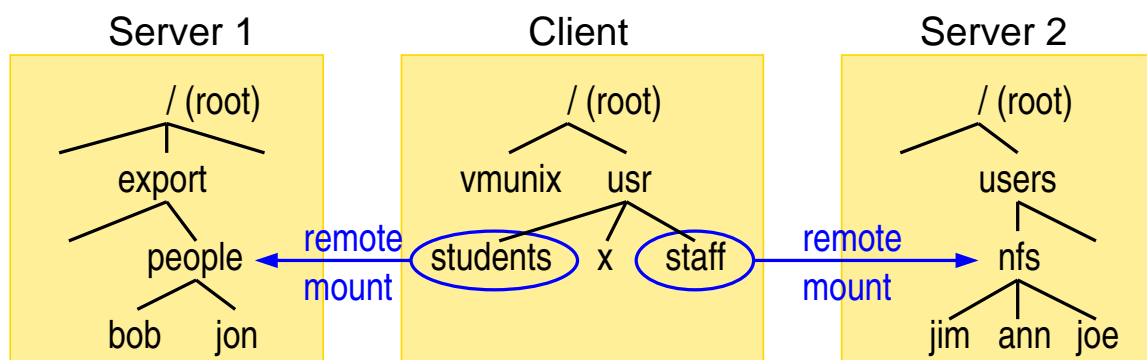 Server 1
Client
Server 2
/ (root)
/ (root)
/ (root)
export
vmunix usr
users
people
remote
mount
students x staff
remote
mount
nfs
bob jon
jim ann joe